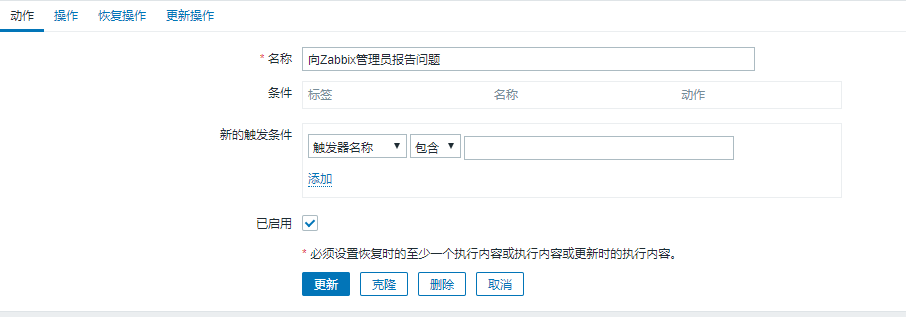 动作 操作 恢复操作 更新操作
* 名称 向Zabbix管理员报告问题
条件 标签 名称 动作
新的触发条件
触发器名称 包含
添加
已启用
* 必须设置恢复时的至少一个执行内容或执行内容或更新时的执行内容。
更新 克隆 删除 取消